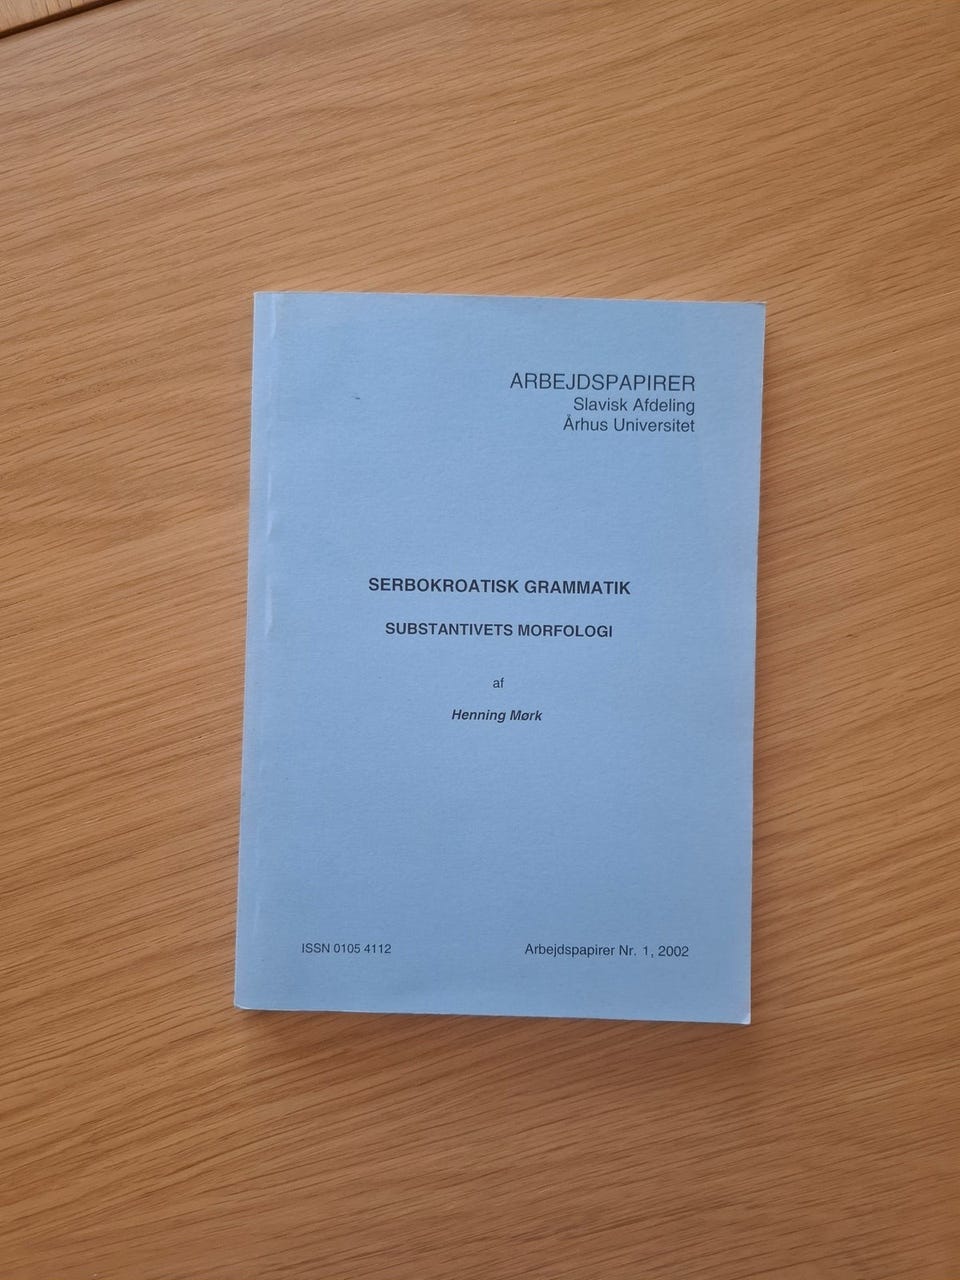 ARBEJDSPAPIRER
Slavisk Afdeling
Århus Universitet
SERBOKROATISK GRAMMATIK
SUBSTANTIVETS MORFOLOGI
af
Henning Mørk
ISSN 0105 4112
Arbejdspapirer Nr. 1, 2002